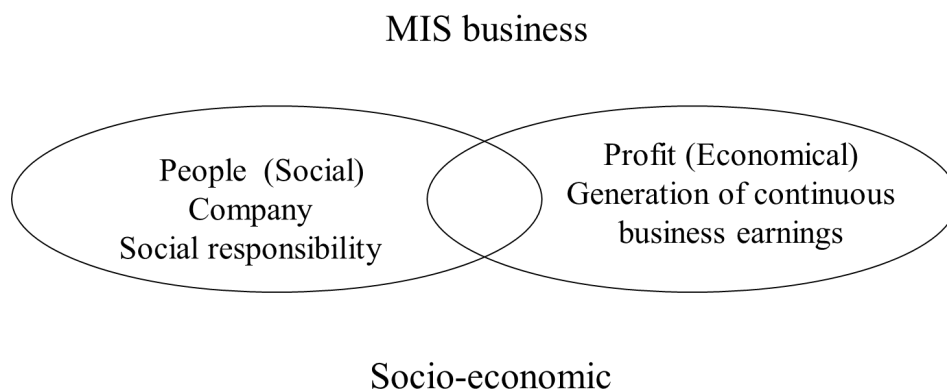 MIS business
People (Social)
Company
Social responsibility
Profit (Economical)
Generation of continuous
business earnings
Socio-economic